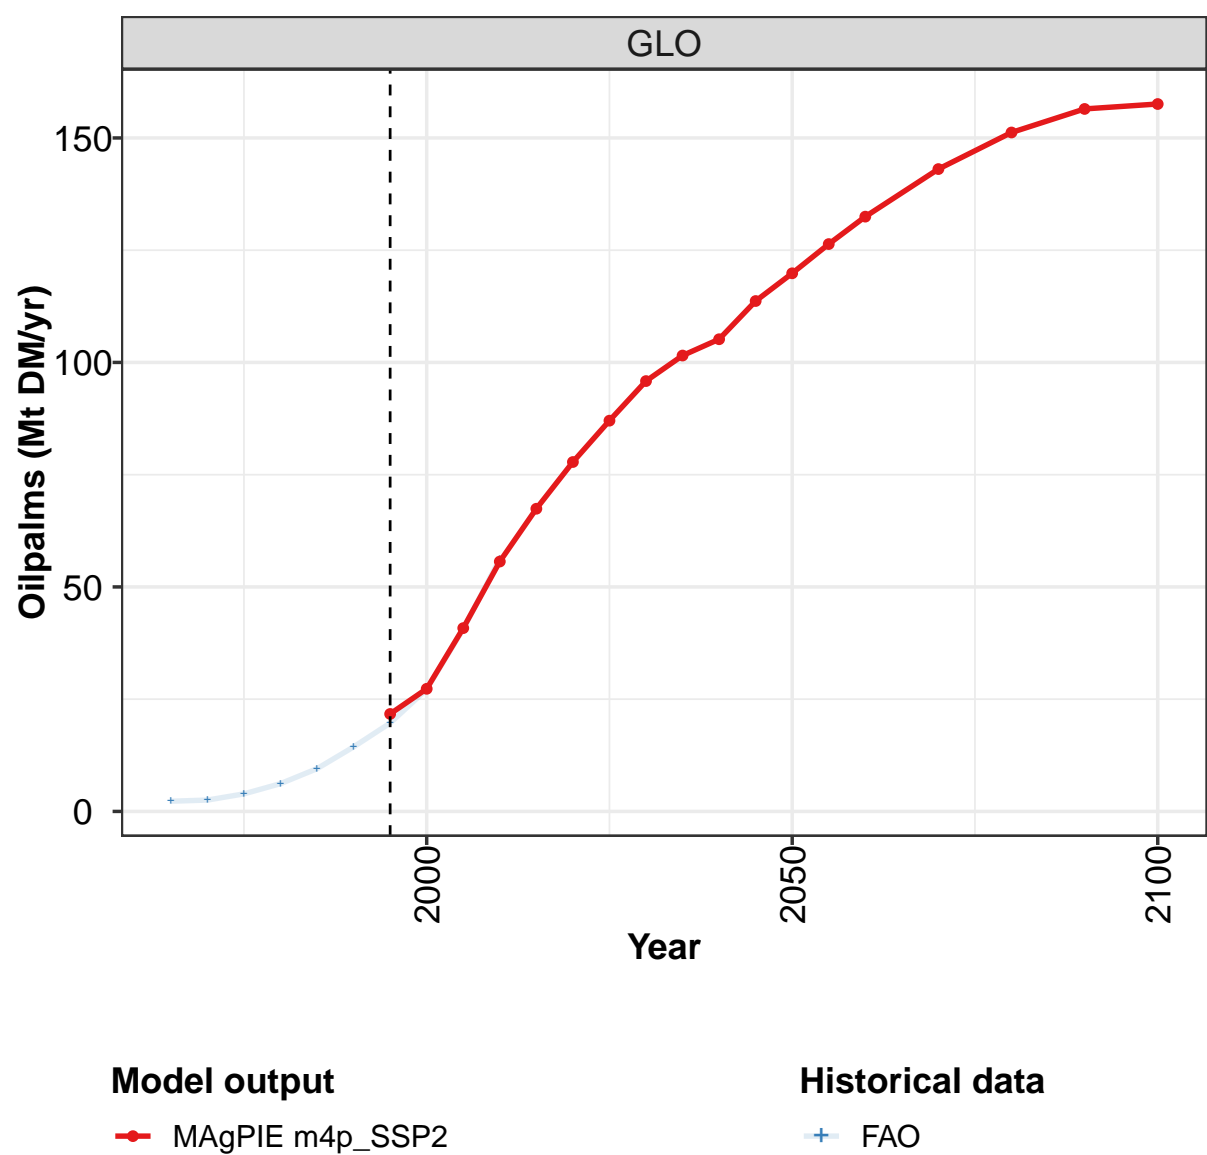 GLO
150
100
50
0
Oilpalms (Mt DM/yr)
2000
2050
2100
Year
Model output
Historical data
MAgPIE m4p_SSP2
FAO